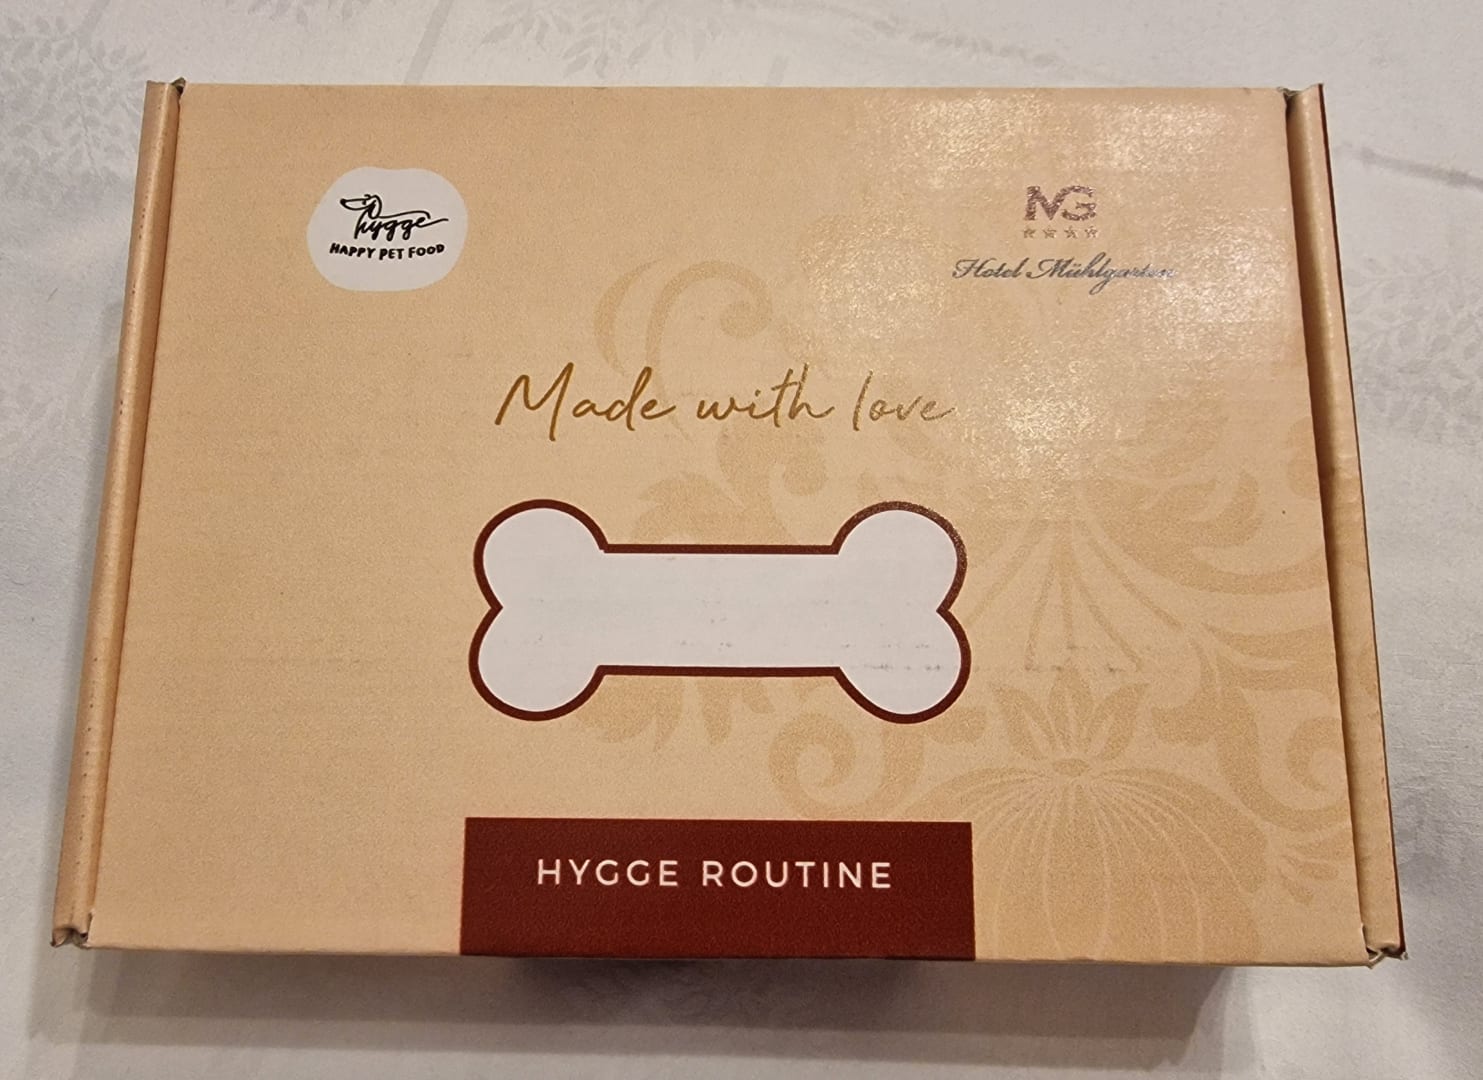 hygge
HAPPY PET FOOD
MG
Hotel Mühlgarten
Made with love
HYGGE ROUTINE